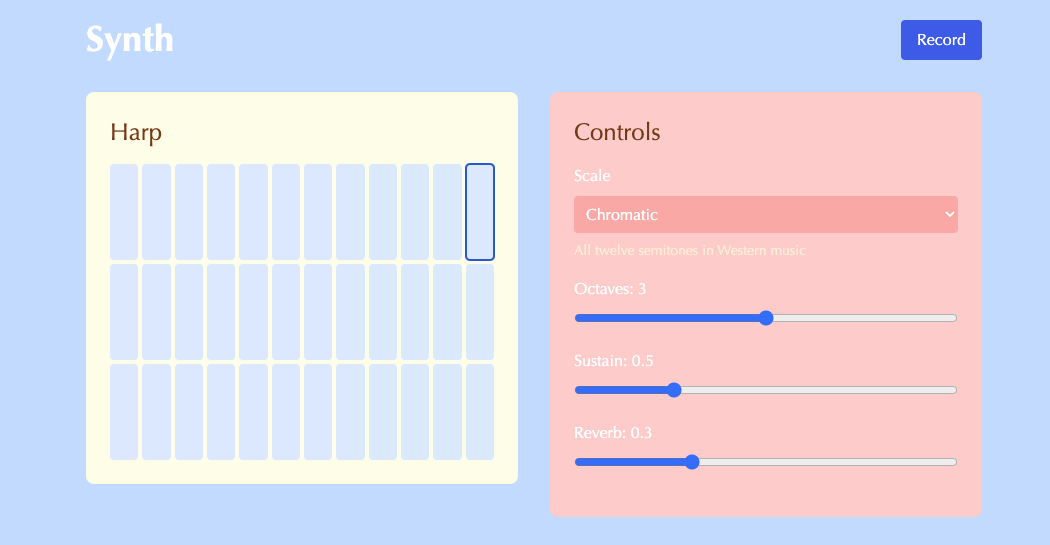 Synth
Record
Harp
Controls
Scale
Chromatic
All twelve semitones in Western music
Octaves: 3
Sustain: 0.5
Reverb: 0.3